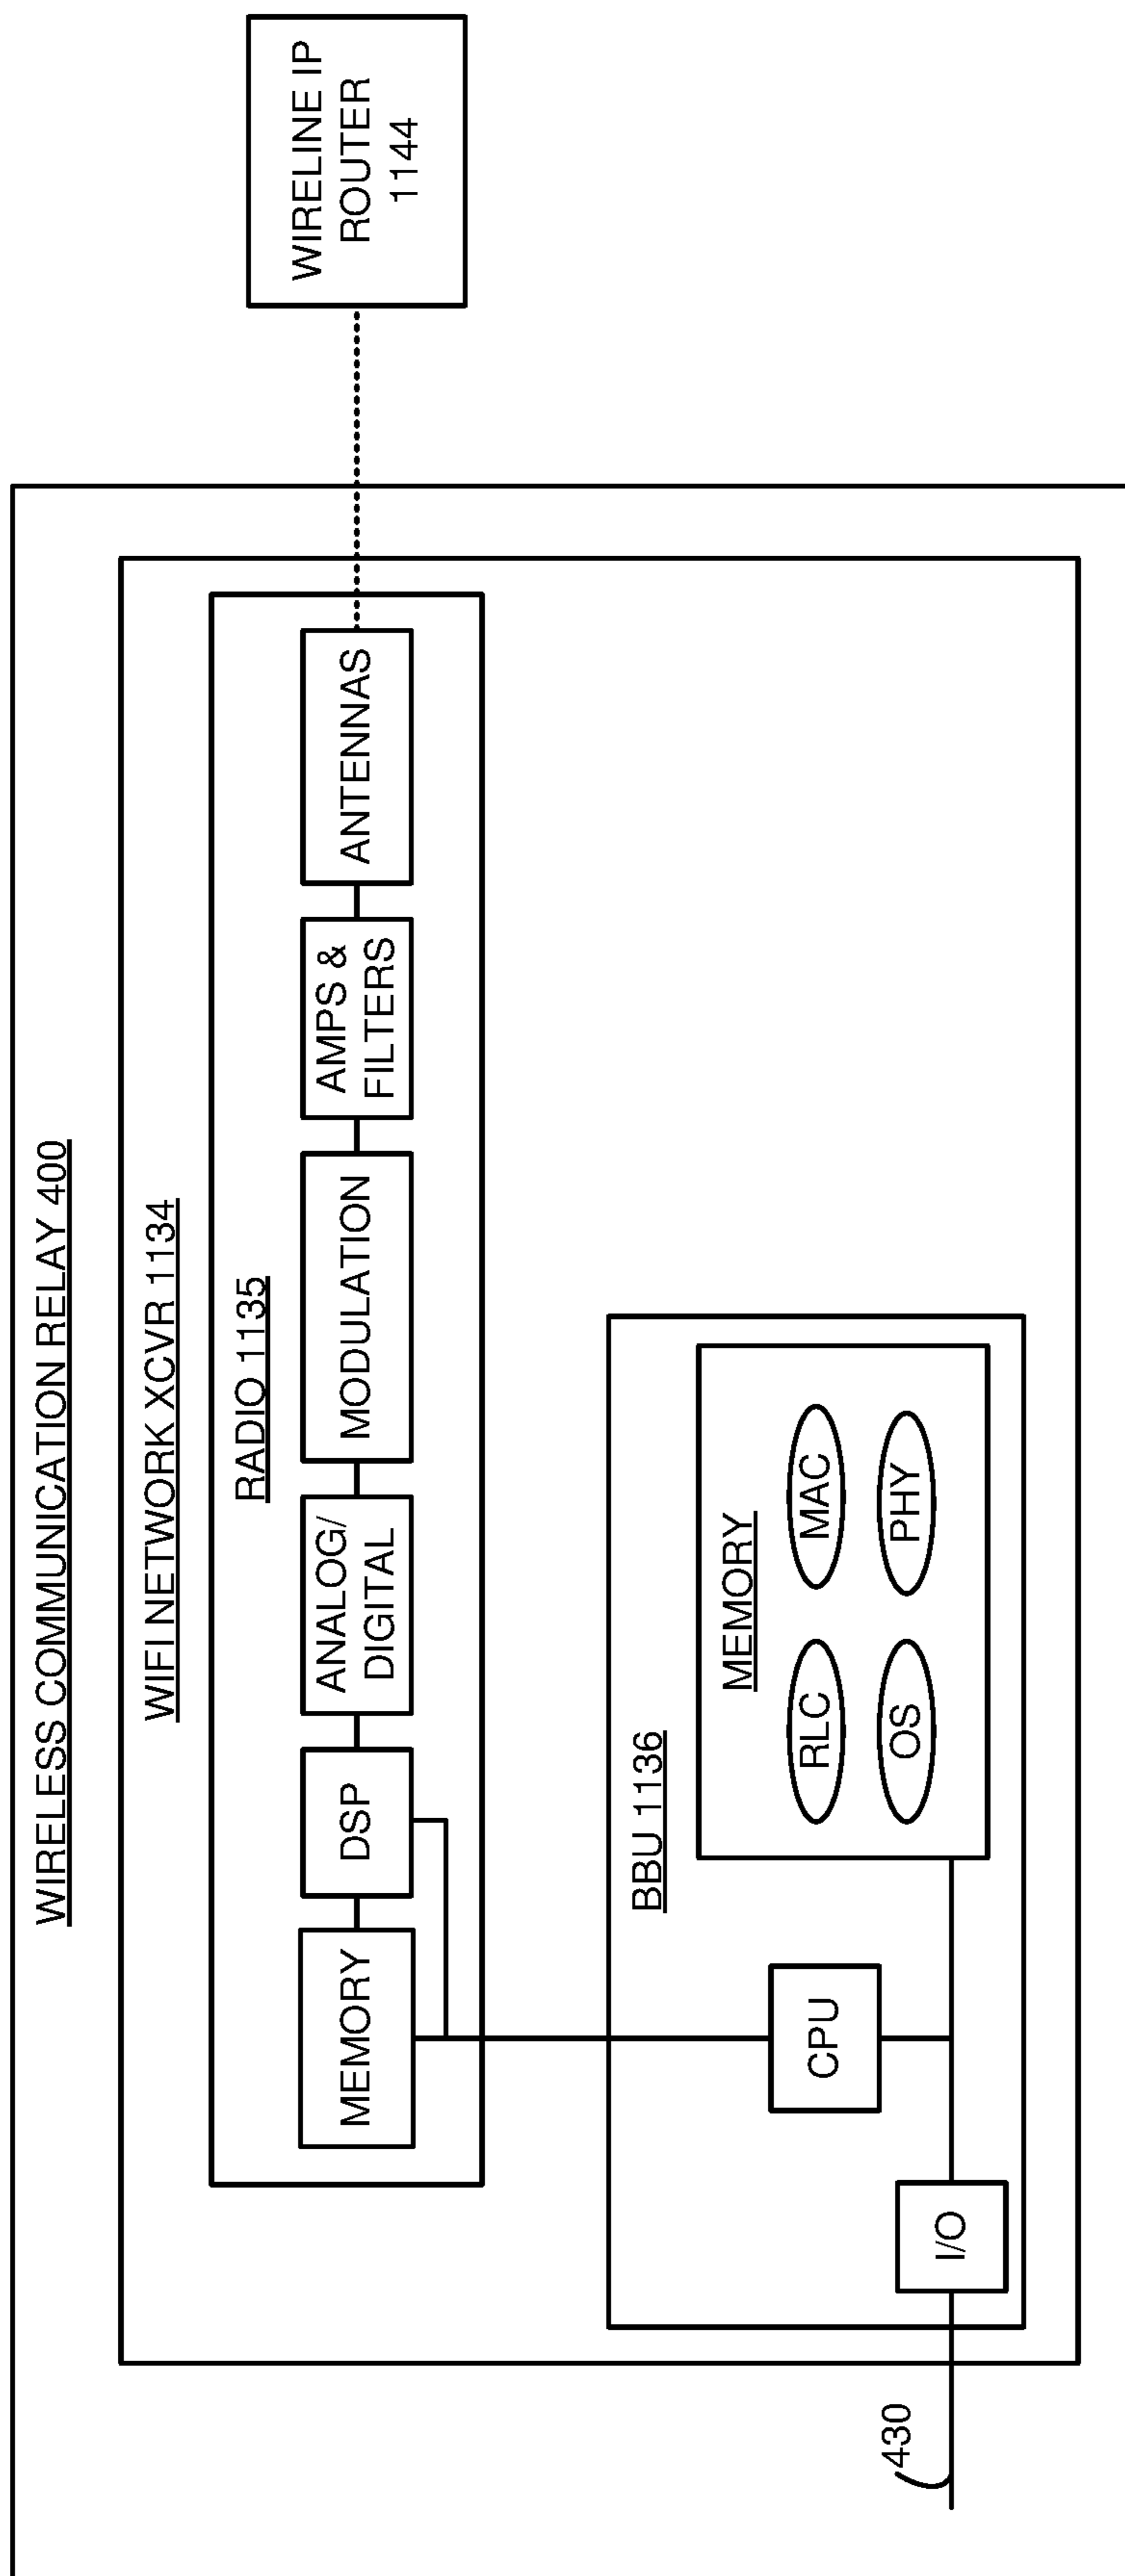 WIRELESS COMMUNICATION RELAY 400
WIFI NETWORK XCVR 1134
RADIO 1135
MEMORY
DSP
ANALOG/
DIGITAL
MODULATION
AMPS &
FILTERS
ANTENNAS
WIRELINE IP
ROUTER
1144
BBU 1136
CPU
MEMORY
RLC
MAC
OS
PHY
I/O
430